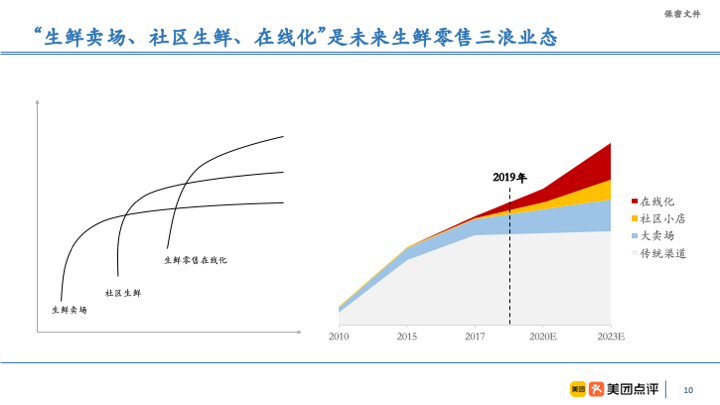 保密文件
“生鲜卖场、社区生鲜、在线化”是未来生鲜零售三浪业态
生鲜零售在线化
社区生鲜
生鲜卖场
2019年
在线化
社区小店
大卖场
传统渠道
2010 2015 2017 2020E 2023E
美团 美团点评 10